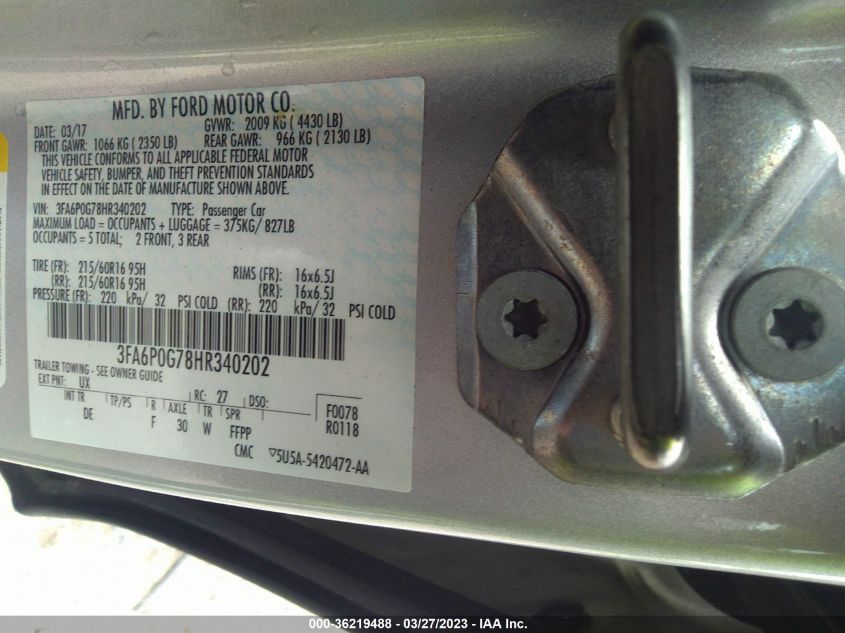 MFD. BY FORD MOTOR CO.
DATE: 03/17 GVWR: 2009 KG ( 4430 LB)
FRONT GAWR: 1066 KG ( 2350 LB) REAR GAWR: 966 KG ( 2130 LB)
THIS VEHICLE CONFORMS TO ALL APPLICABLE FEDERAL MOTOR
VEHICLE SAFETY, BUMPER, AND THEFT PREVENTION STANDARDS
IN EFFECT ON THE DATE OF MANUFACTURE SHOWN ABOVE.
VIN: 3FA6P0G78HR340202 TYPE: Passenger Car
MAXIMUM LOAD = OCCUPANTS + LUGGAGE = 375KG/ 827LB
OCCUPANTS = 5 TOTAL; 2 FRONT, 3 REAR
TIRE (FR): 215/60R16 95H RIMS (FR): 16x6.5J
(RR): 215/60R16 95H (RR): 16x6.5J
PRESSURE (FR): 220 kPa/ 32 PSI COLD (RR): 220 kPa/ 32 PSI COLD
3FA6P0G78HR340202
TRAILER TOWING - SEE OWNER GUIDE
EXT PNT: UX RC: 27 DSO:
INT TR TP/PS R AXLE TR SPR F0078
DE F 30 W FFPP R0118
CMC ▽5U5A-5420472-AA
000-36219488 - 03/27/2023 - IAA Inc.